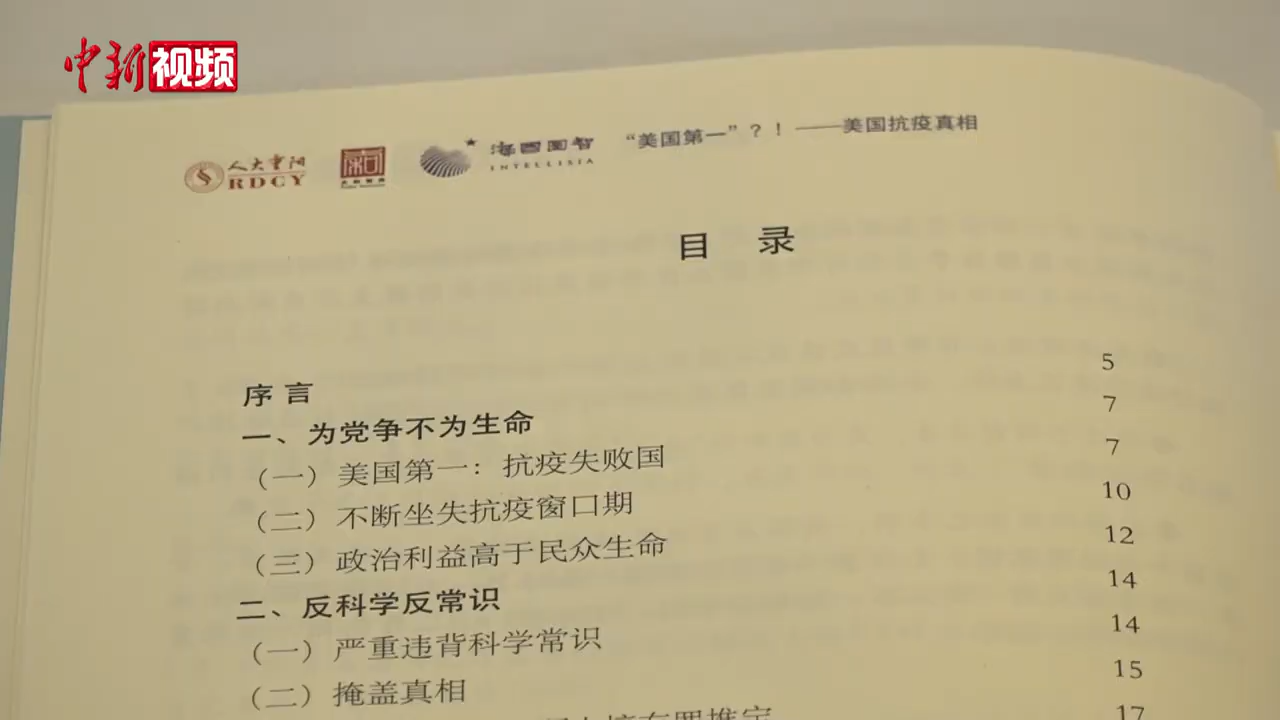 中新视频
人大重阳
RDCY
海国图智
INTELLISIA
“美国第一”？！——美国抗疫真相
目 录
序言 5
一、为党争不为生命 7
（一）美国第一：抗疫失败国 7
（二）不断坐失抗疫窗口期 10
（三）政治利益高于民众生命 12
二、反科学反常识 14
（一）严重违背科学常识 14
（二）掩盖真相 15
17